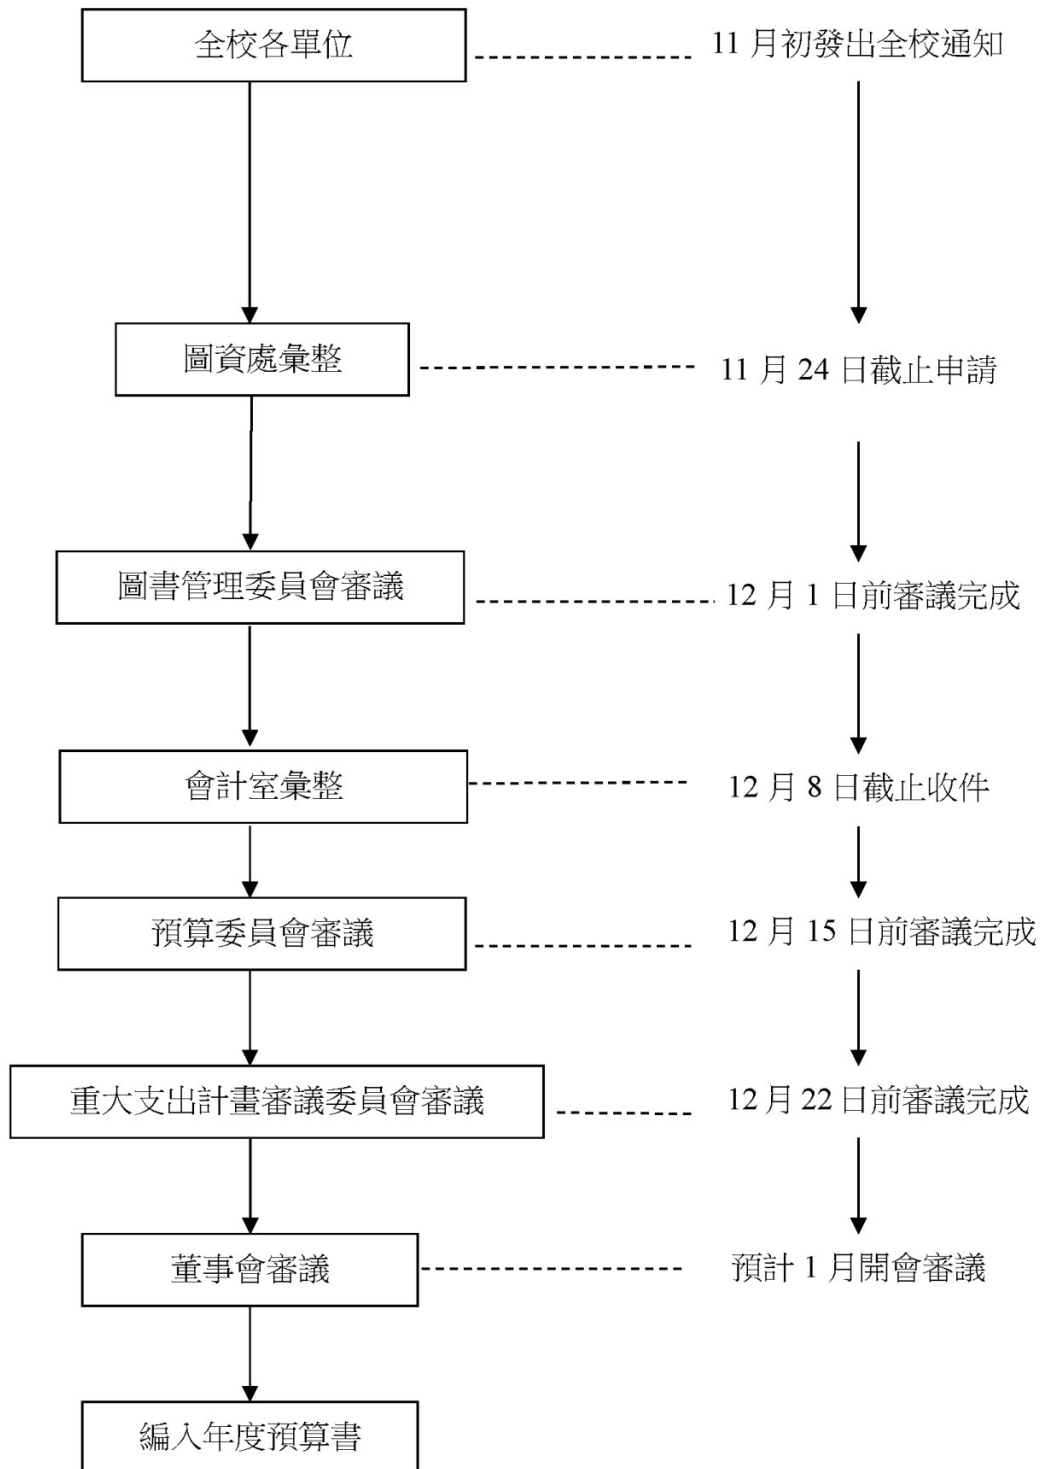 全校各單位
11 月初發出全校通知
圖資處彙整
11 月 24 日截止申請
圖書管理委員會審議
12 月 1 日前審議完成
會計室彙整
12 月 8 日截止收件
預算委員會審議
12 月 15 日前審議完成
重大支出計畫審議委員會審議
12 月 22 日前審議完成
董事會審議
預計 1 月開會審議
編入年度預算書